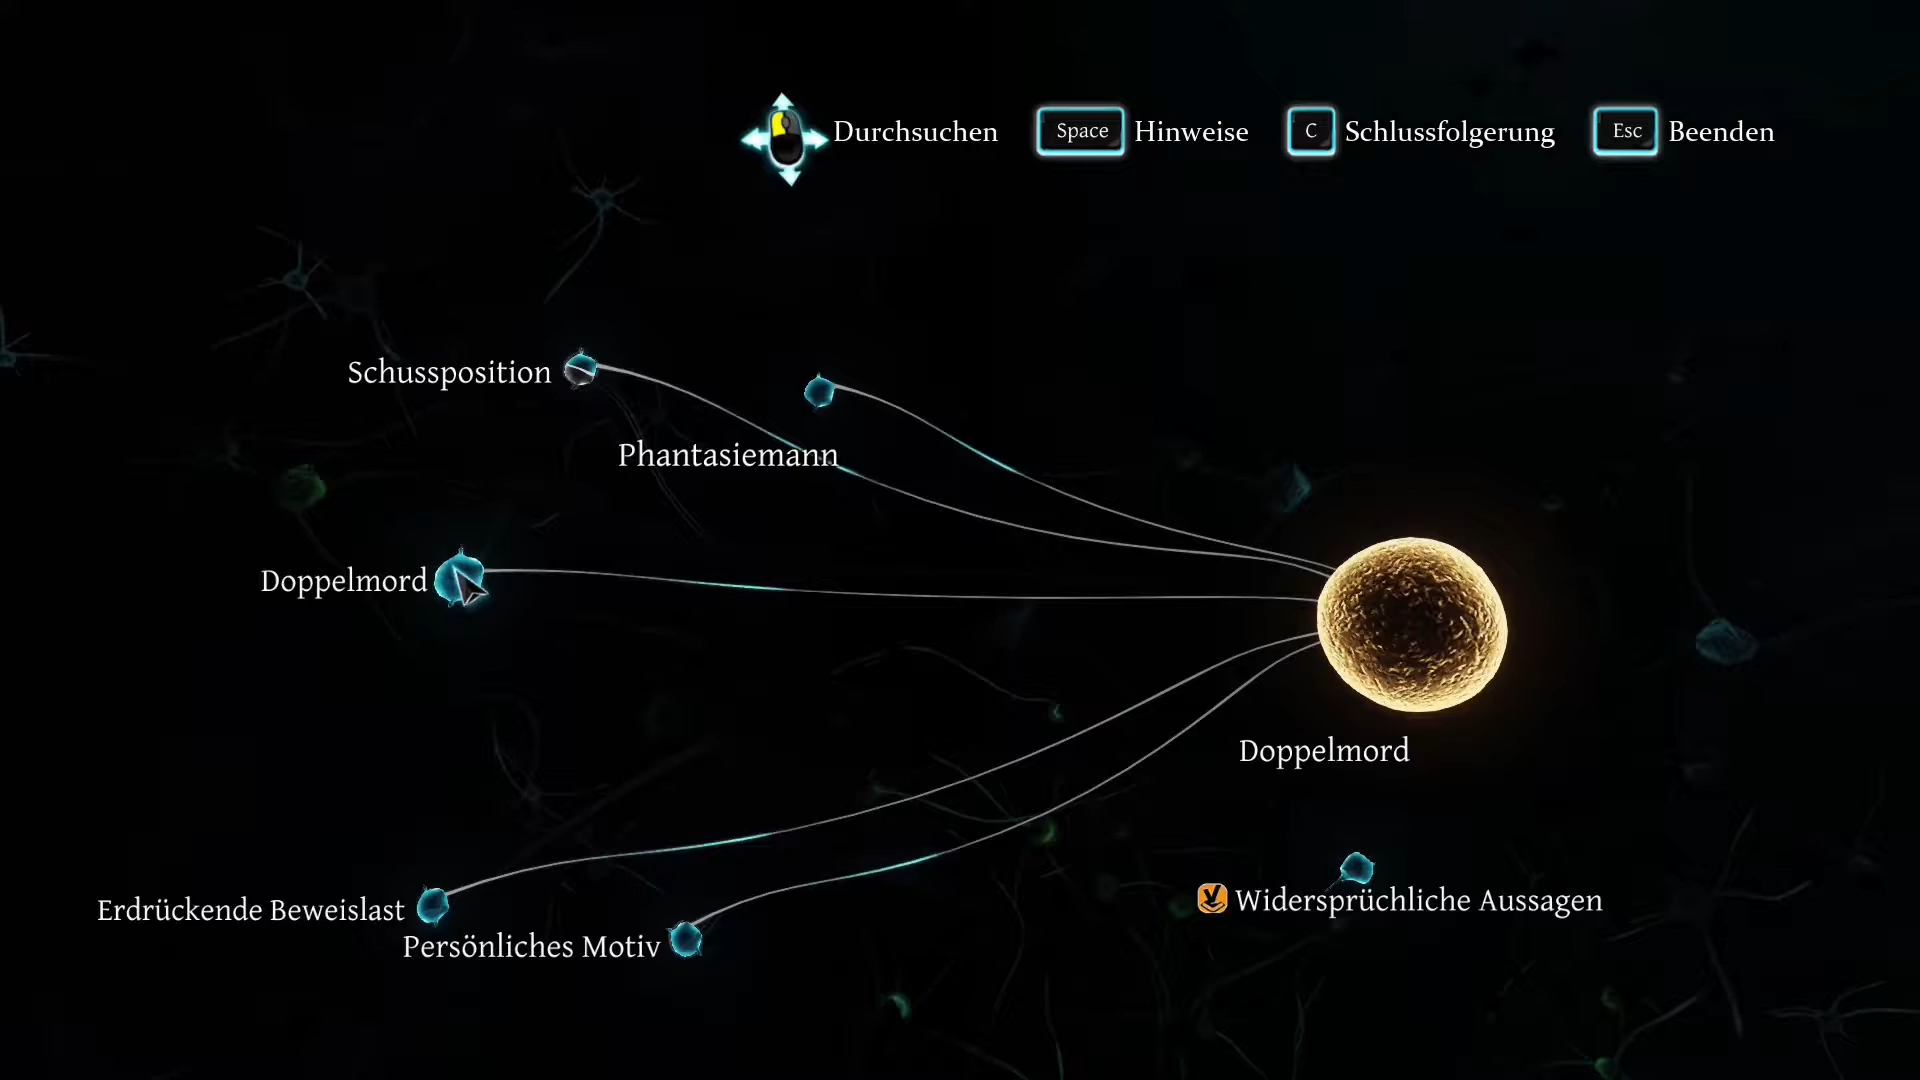 Durchsuchen
Space Hinweise
C Schlussfolgerung
Esc Beenden
Schussposition
Phantasiemann
Doppelmord
Doppelmord
Widersprüchliche Aussagen
Erdrückende Beweislast
Persönliches Motiv